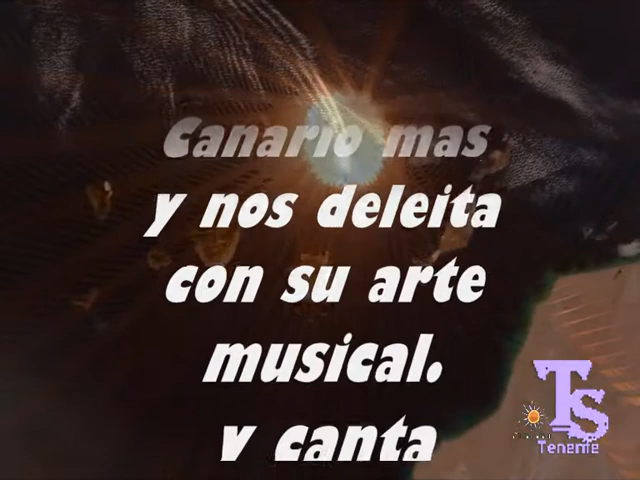 Canario mas
y nos deleita
con su arte
musical.
y canta
TS
Tenerife